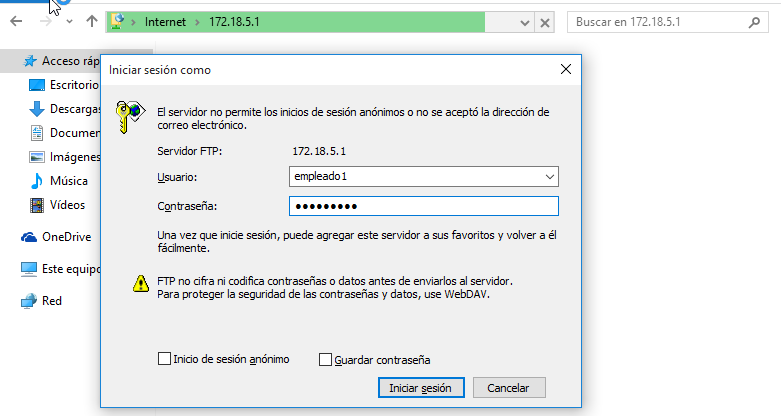 Internet
172.18.5.1
Buscar en 172.18.5.1
Acceso ráp
Escritorio
Descargas
Documen
Imágenes
Música
Vídeos
OneDrive
Este equipo
Red
Iniciar sesión como
El servidor no permite los inicios de sesión anónimos o no se aceptó la dirección de
correo electrónico.
Servidor FTP: 172.18.5.1
Usuario: empleado1
Contraseña: ●●●●●●●●●
Una vez que inicie sesión, puede agregar este servidor a sus favoritos y volver a él
fácilmente.
FTP no cifra ni codifica contraseñas o datos antes de enviarlos al servidor.
Para proteger la seguridad de las contraseñas y datos, use WebDAV.
Inicio de sesión anónimo
Guardar contraseña
Iniciar sesión
Cancelar